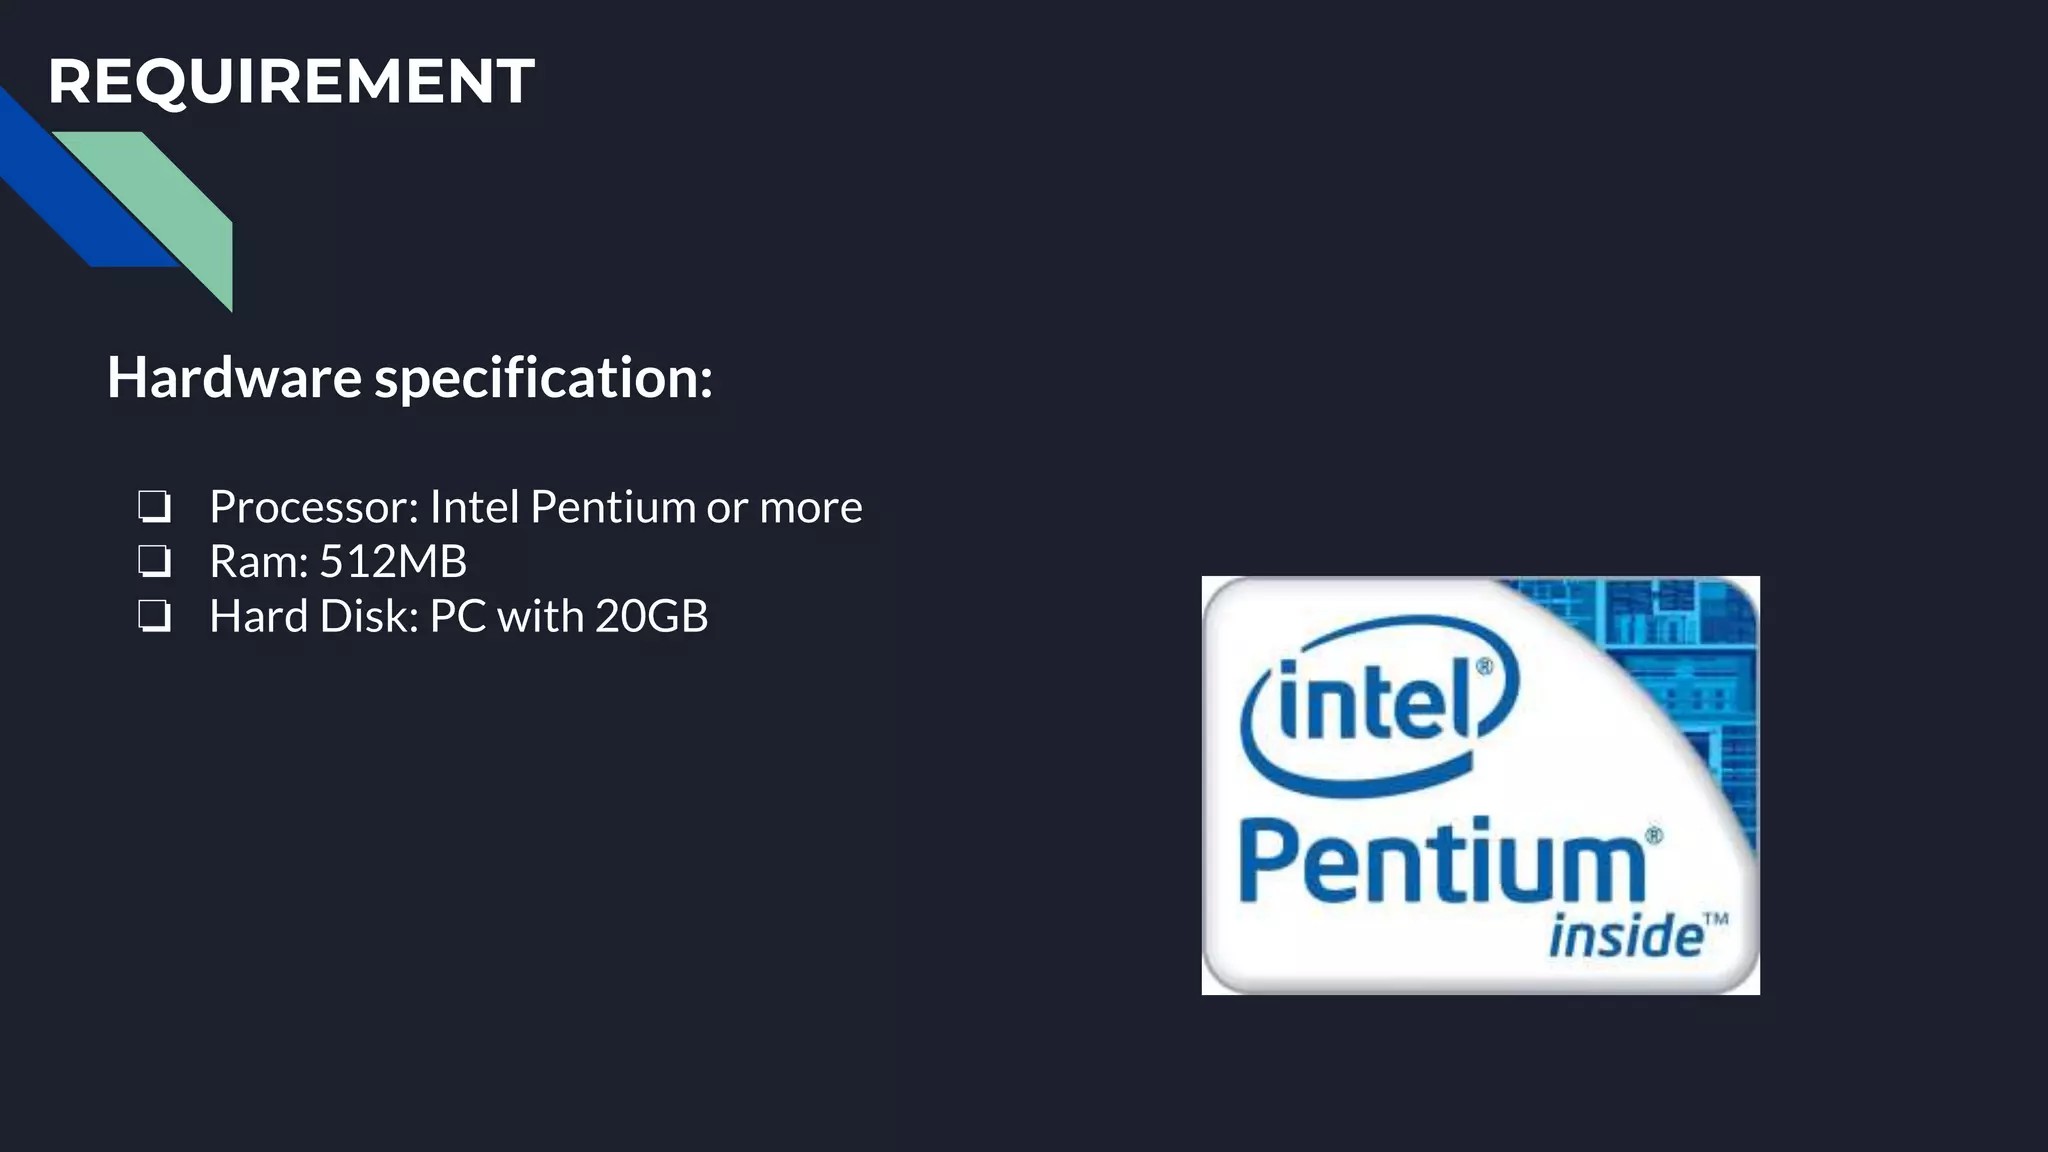 REQUIREMENT
Hardware specification:
❏ Processor: Intel Pentium or more
❏ Ram: 512MB
❏ Hard Disk: PC with 20GB
intel®
Pentium®
inside™